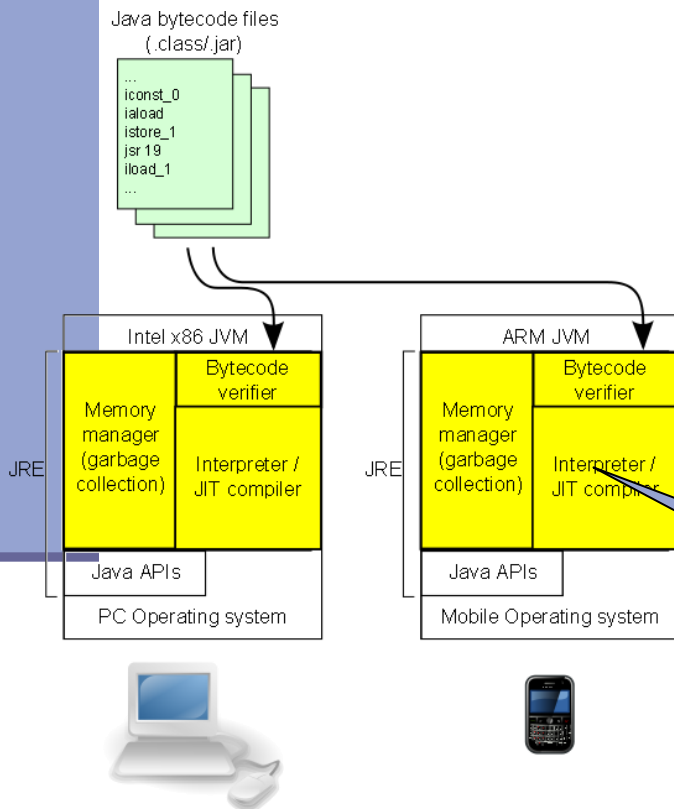 Java bytecode files
(.class/.jar)
...
iconst_0
iaload
istore_1
jsr 19
iload_1
...
Intel x86 JVM
Bytecode
verifier
Memory
manager
(garbage
collection)
Interpreter /
JIT compiler
JRE
Java APIs
PC Operating system
ARM JVM
Bytecode
verifier
Memory
manager
(garbage
collection)
Interpreter /
JIT compiler
JRE
Java APIs
Mobile Operating system